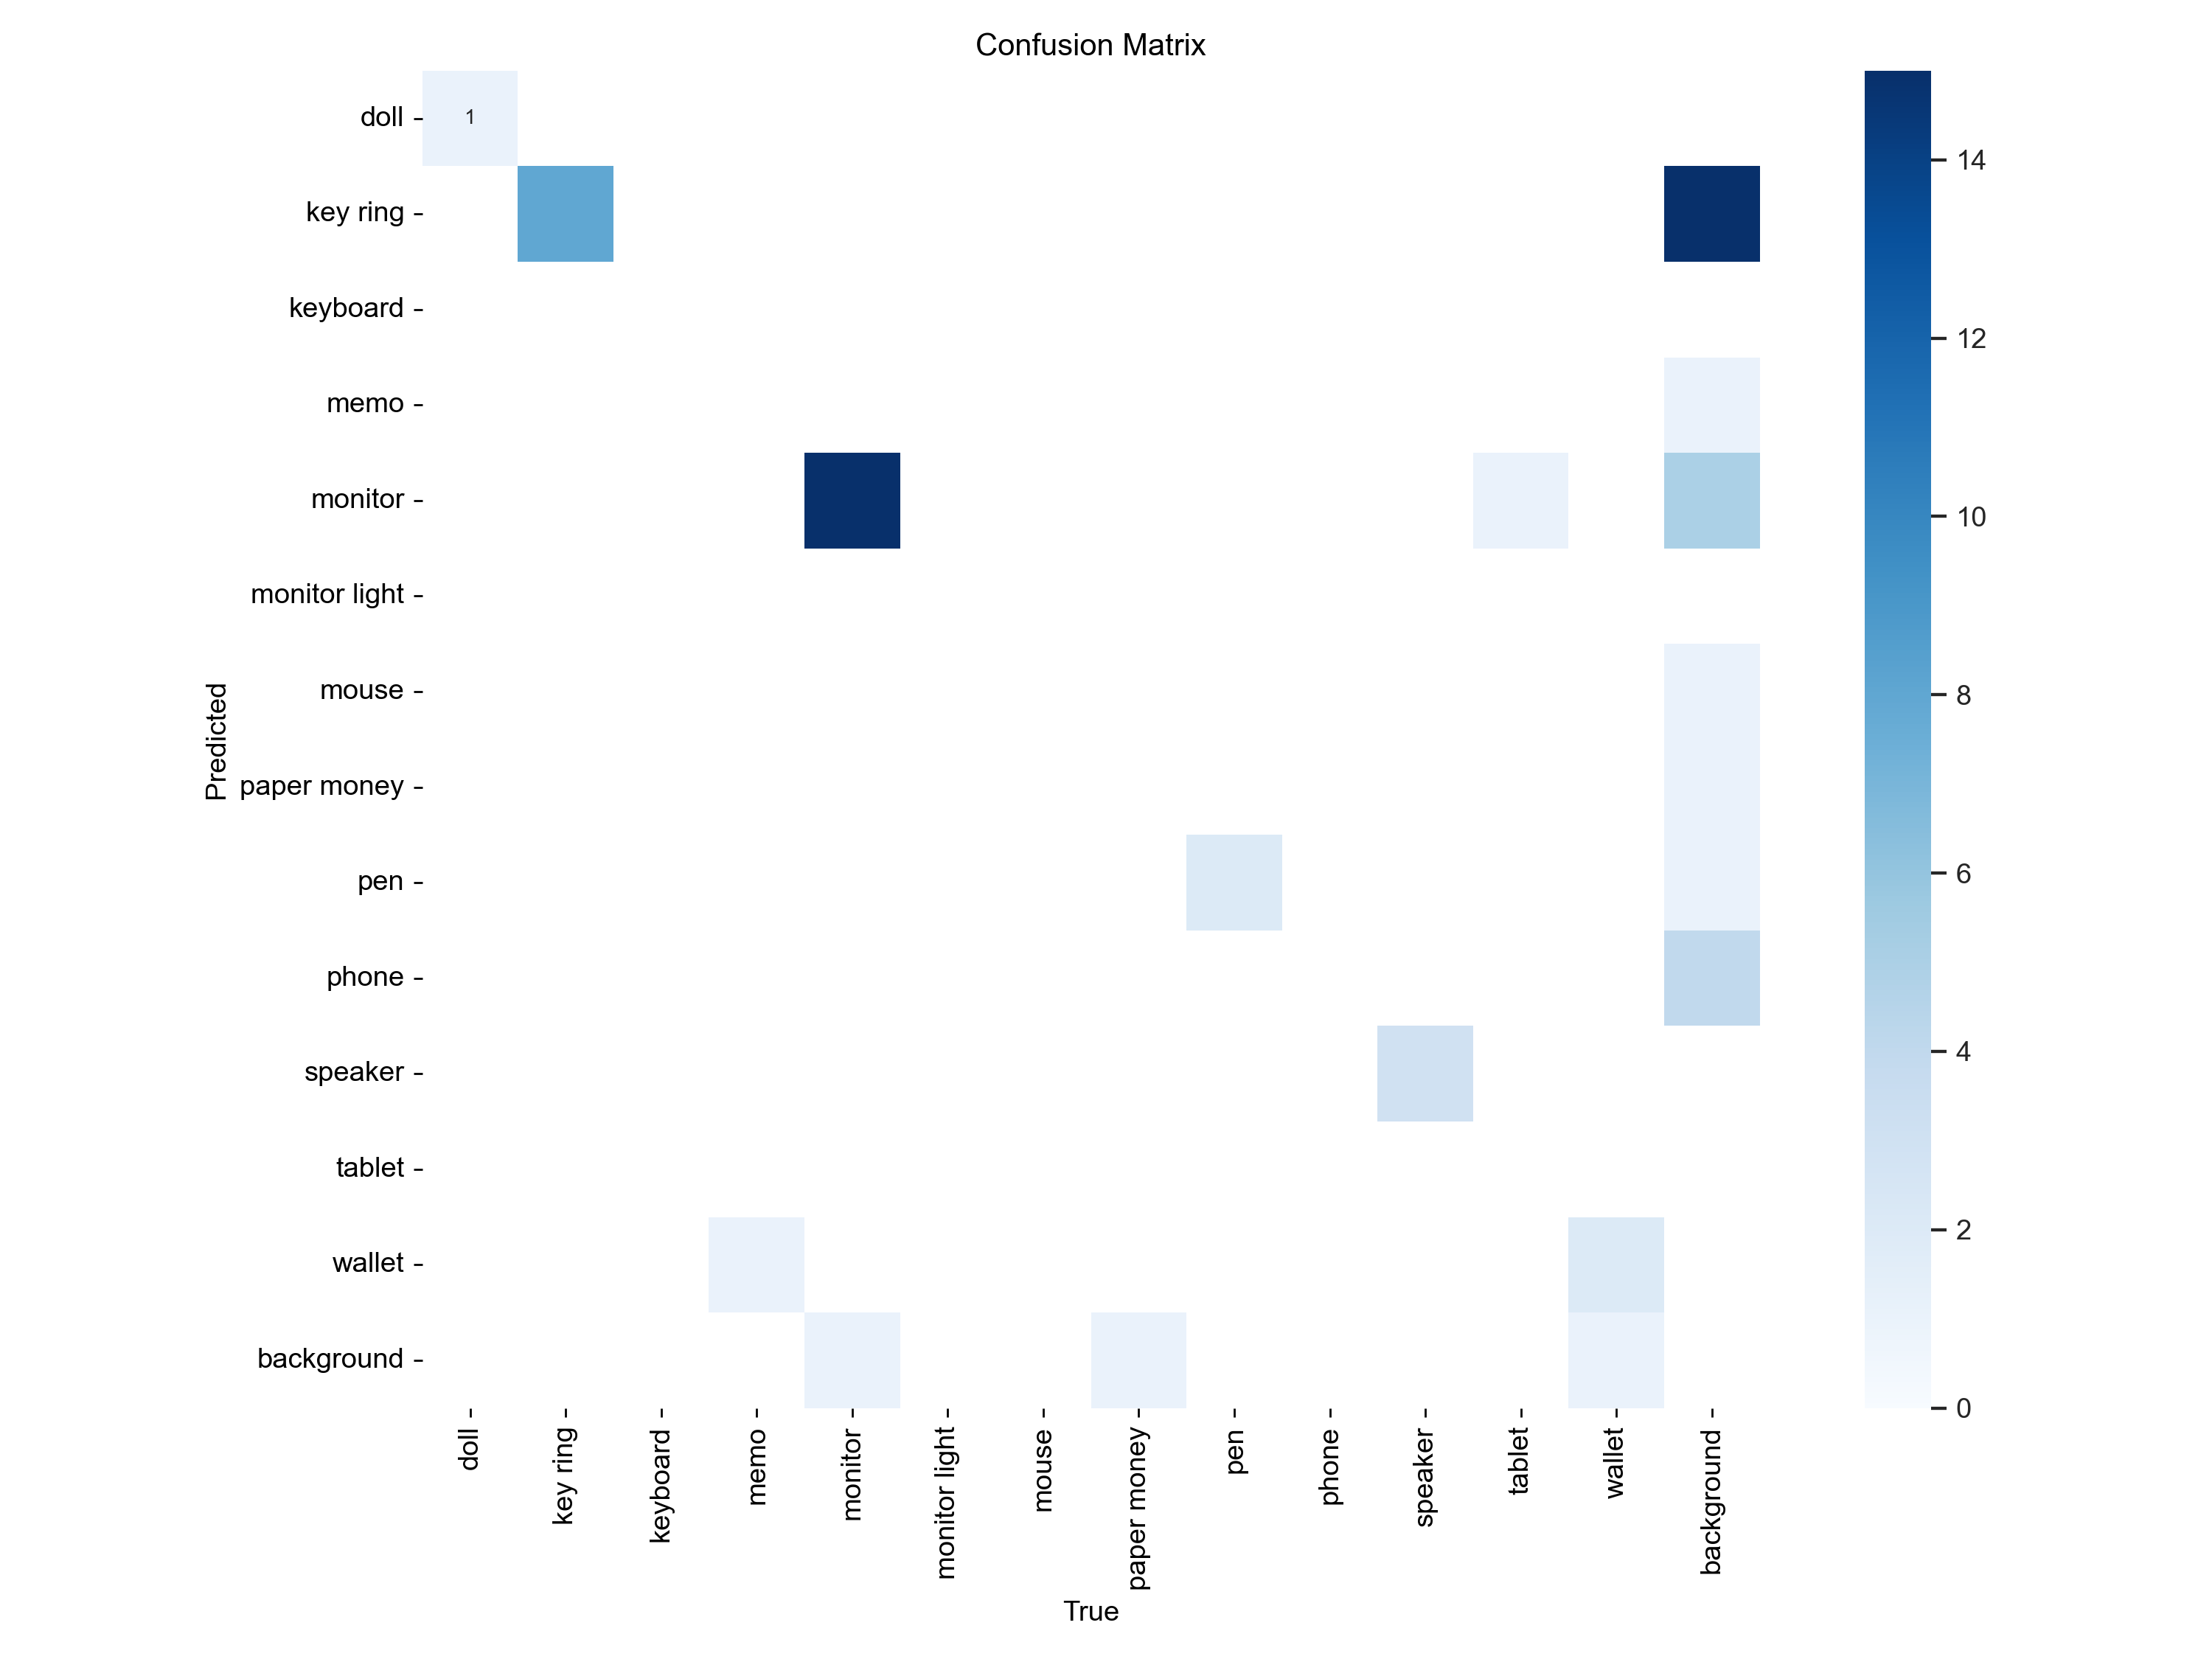 Confusion Matrix
doll
1
key ring
keyboard
memo
monitor
monitor light
mouse
paper money
pen
phone
speaker
tablet
wallet
background
Predicted
doll
key ring
keyboard
memo
monitor
monitor light
mouse
paper money
pen
phone
speaker
tablet
wallet
background
True
14
12
10
8
6
4
2
0